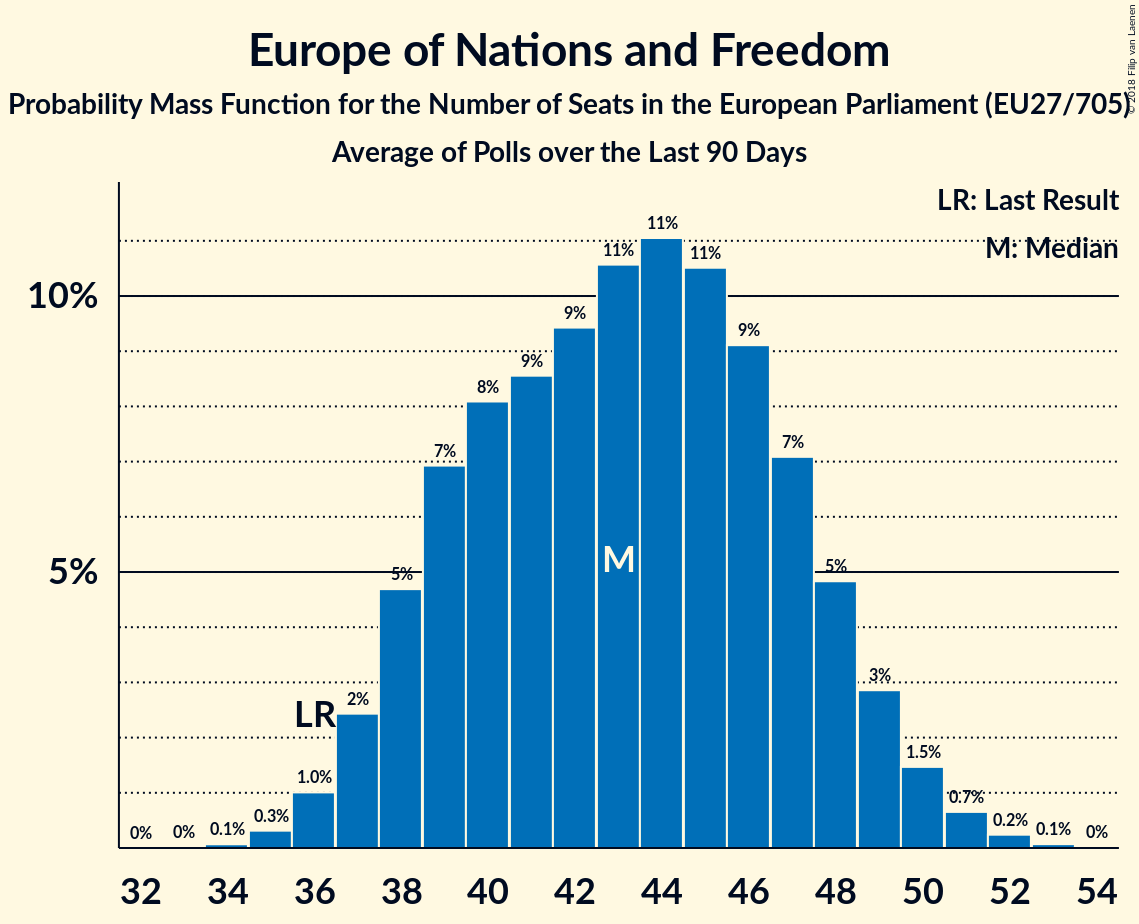 Europe of Nations and Freedom
Probability Mass Function for the Number of Seats in the European Parliament (EU27/705)
Average of Polls over the Last 90 Days
© 2018 Filip van Laenen
LR: Last Result
M: Median
10%
5%
0%
0%
0.1%
0.3%
1.0%
2%
5%
7%
8%
9%
9%
11%
11%
11%
9%
7%
5%
3%
1.5%
0.7%
0.2%
0.1%
0%
LR
M
32 34 36 38 40 42 44 46 48 50 52 54